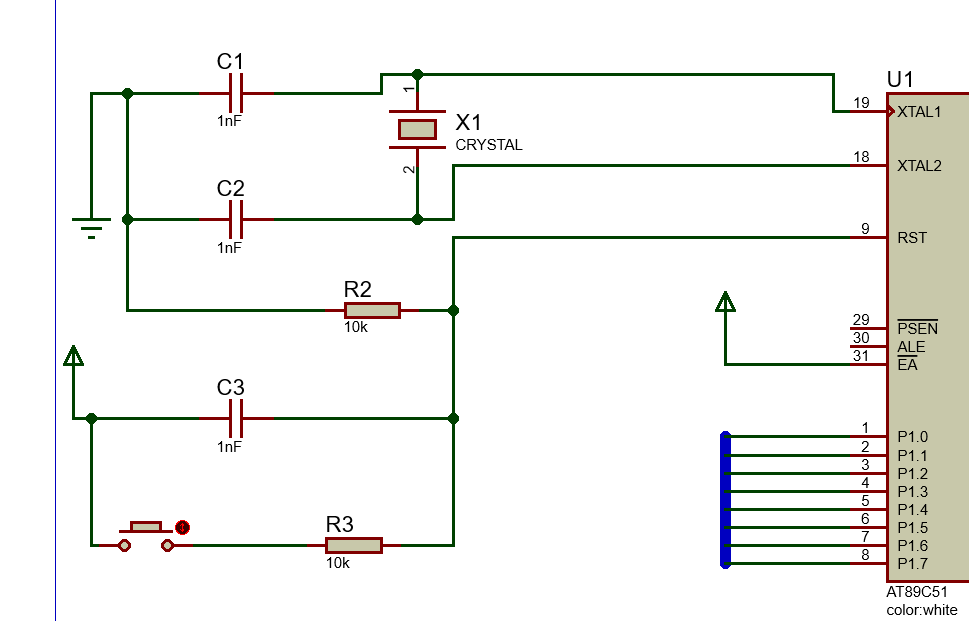 C1
1nF
1
X1
CRYSTAL
2
C2
1nF
R2
10k
C3
1nF
R3
10k
U1
19 XTAL1
18 XTAL2
9 RST
29 PSEN
30 ALE
31 EA
1 P1.0
2 P1.1
3 P1.2
4 P1.3
5 P1.4
6 P1.5
7 P1.6
8 P1.7
AT89C51
color:white